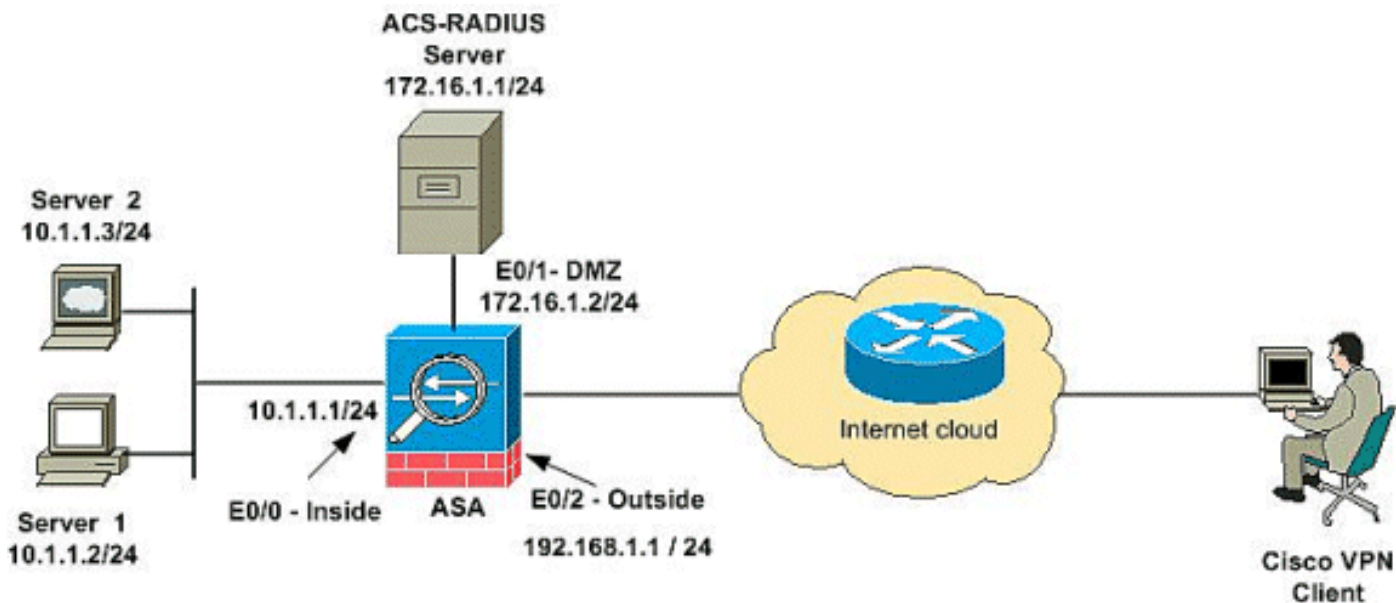 ACS-RADIUS
Server
172.16.1.1/24
Server 2
10.1.1.3/24
E0/1- DMZ
172.16.1.2/24
10.1.1.1/24
Internet cloud
E0/0 - Inside
ASA
E0/2 - Outside
192.168.1.1 / 24
Server 1
10.1.1.2/24
Cisco VPN
Client